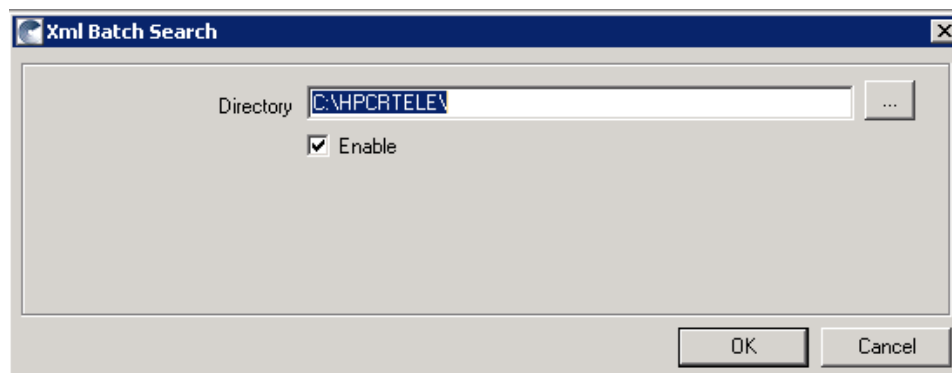 Xml Batch Search
Directory C:\HPCRTELE\ ...
Enable
OK Cancel